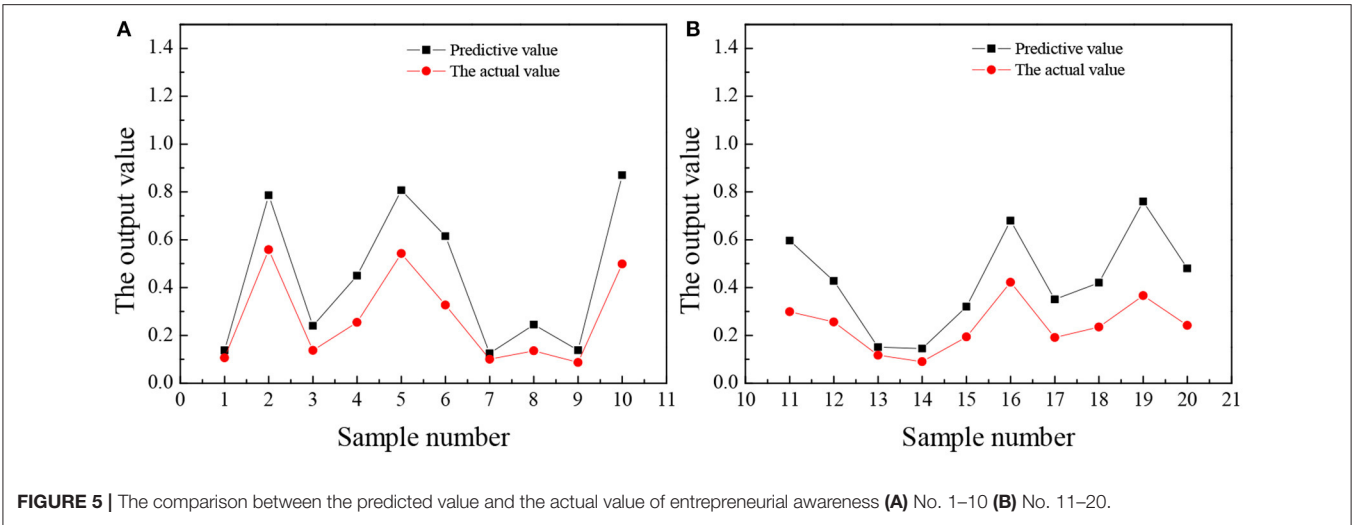 A
Predictive value
The actual value
The output value
1.4
1.2
1.0
0.8
0.6
0.4
0.2
0.0
0 1 2 3 4 5 6 7 8 9 10 11
Sample number
B
Predictive value
The actual value
The output value
1.4
1.2
1.0
0.8
0.6
0.4
0.2
0.0
10 11 12 13 14 15 16 17 18 19 20 21
Sample number
FIGURE 5 | The comparison between the predicted value and the actual value of entrepreneurial awareness (A) No. 1–10 (B) No. 11–20.